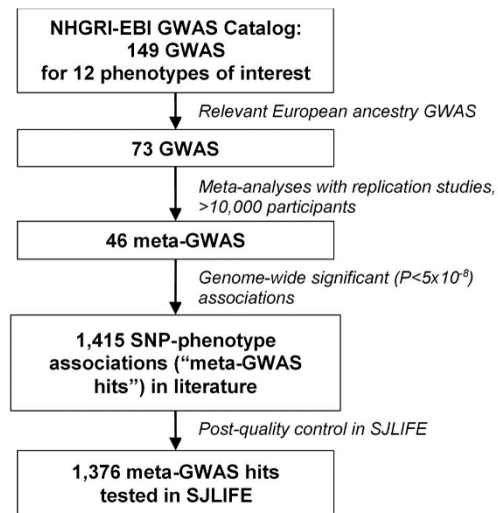 NHGRI-EBI GWAS Catalog:
149 GWAS
for 12 phenotypes of interest
Relevant European ancestry GWAS
73 GWAS
Meta-analyses with replication studies,
>10,000 participants
46 meta-GWAS
Genome-wide significant (P<5x10⁻⁸)
associations
1,415 SNP-phenotype
associations (“meta-GWAS
hits”) in literature
Post-quality control in SJLIFE
1,376 meta-GWAS hits
tested in SJLIFE